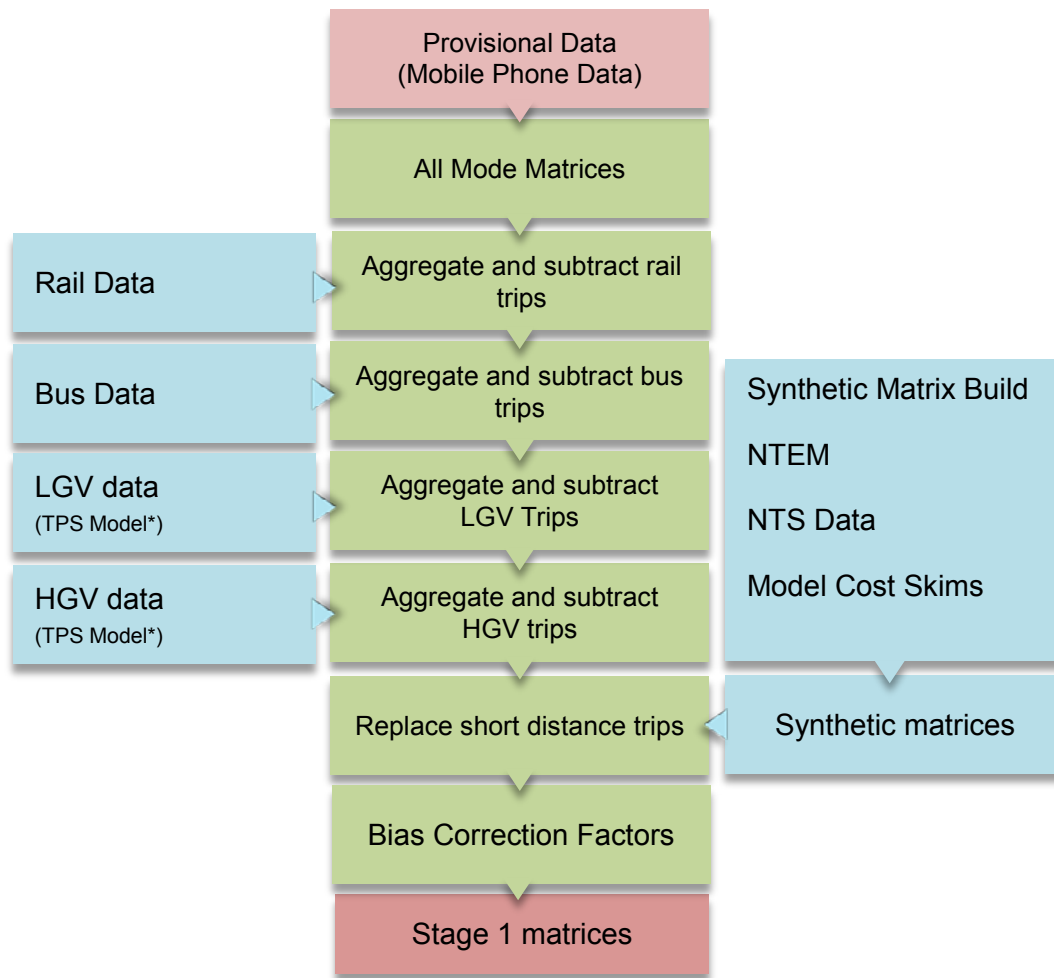 Provisional Data
(Mobile Phone Data)
All Mode Matrices
Rail Data
Aggregate and subtract rail
trips
Bus Data
Aggregate and subtract bus
trips
LGV data
(TPS Model*)
Aggregate and subtract
LGV Trips
HGV data
(TPS Model*)
Aggregate and subtract
HGV trips
Synthetic Matrix Build
NTEM
NTS Data
Model Cost Skims
Replace short distance trips
Synthetic matrices
Bias Correction Factors
Stage 1 matrices